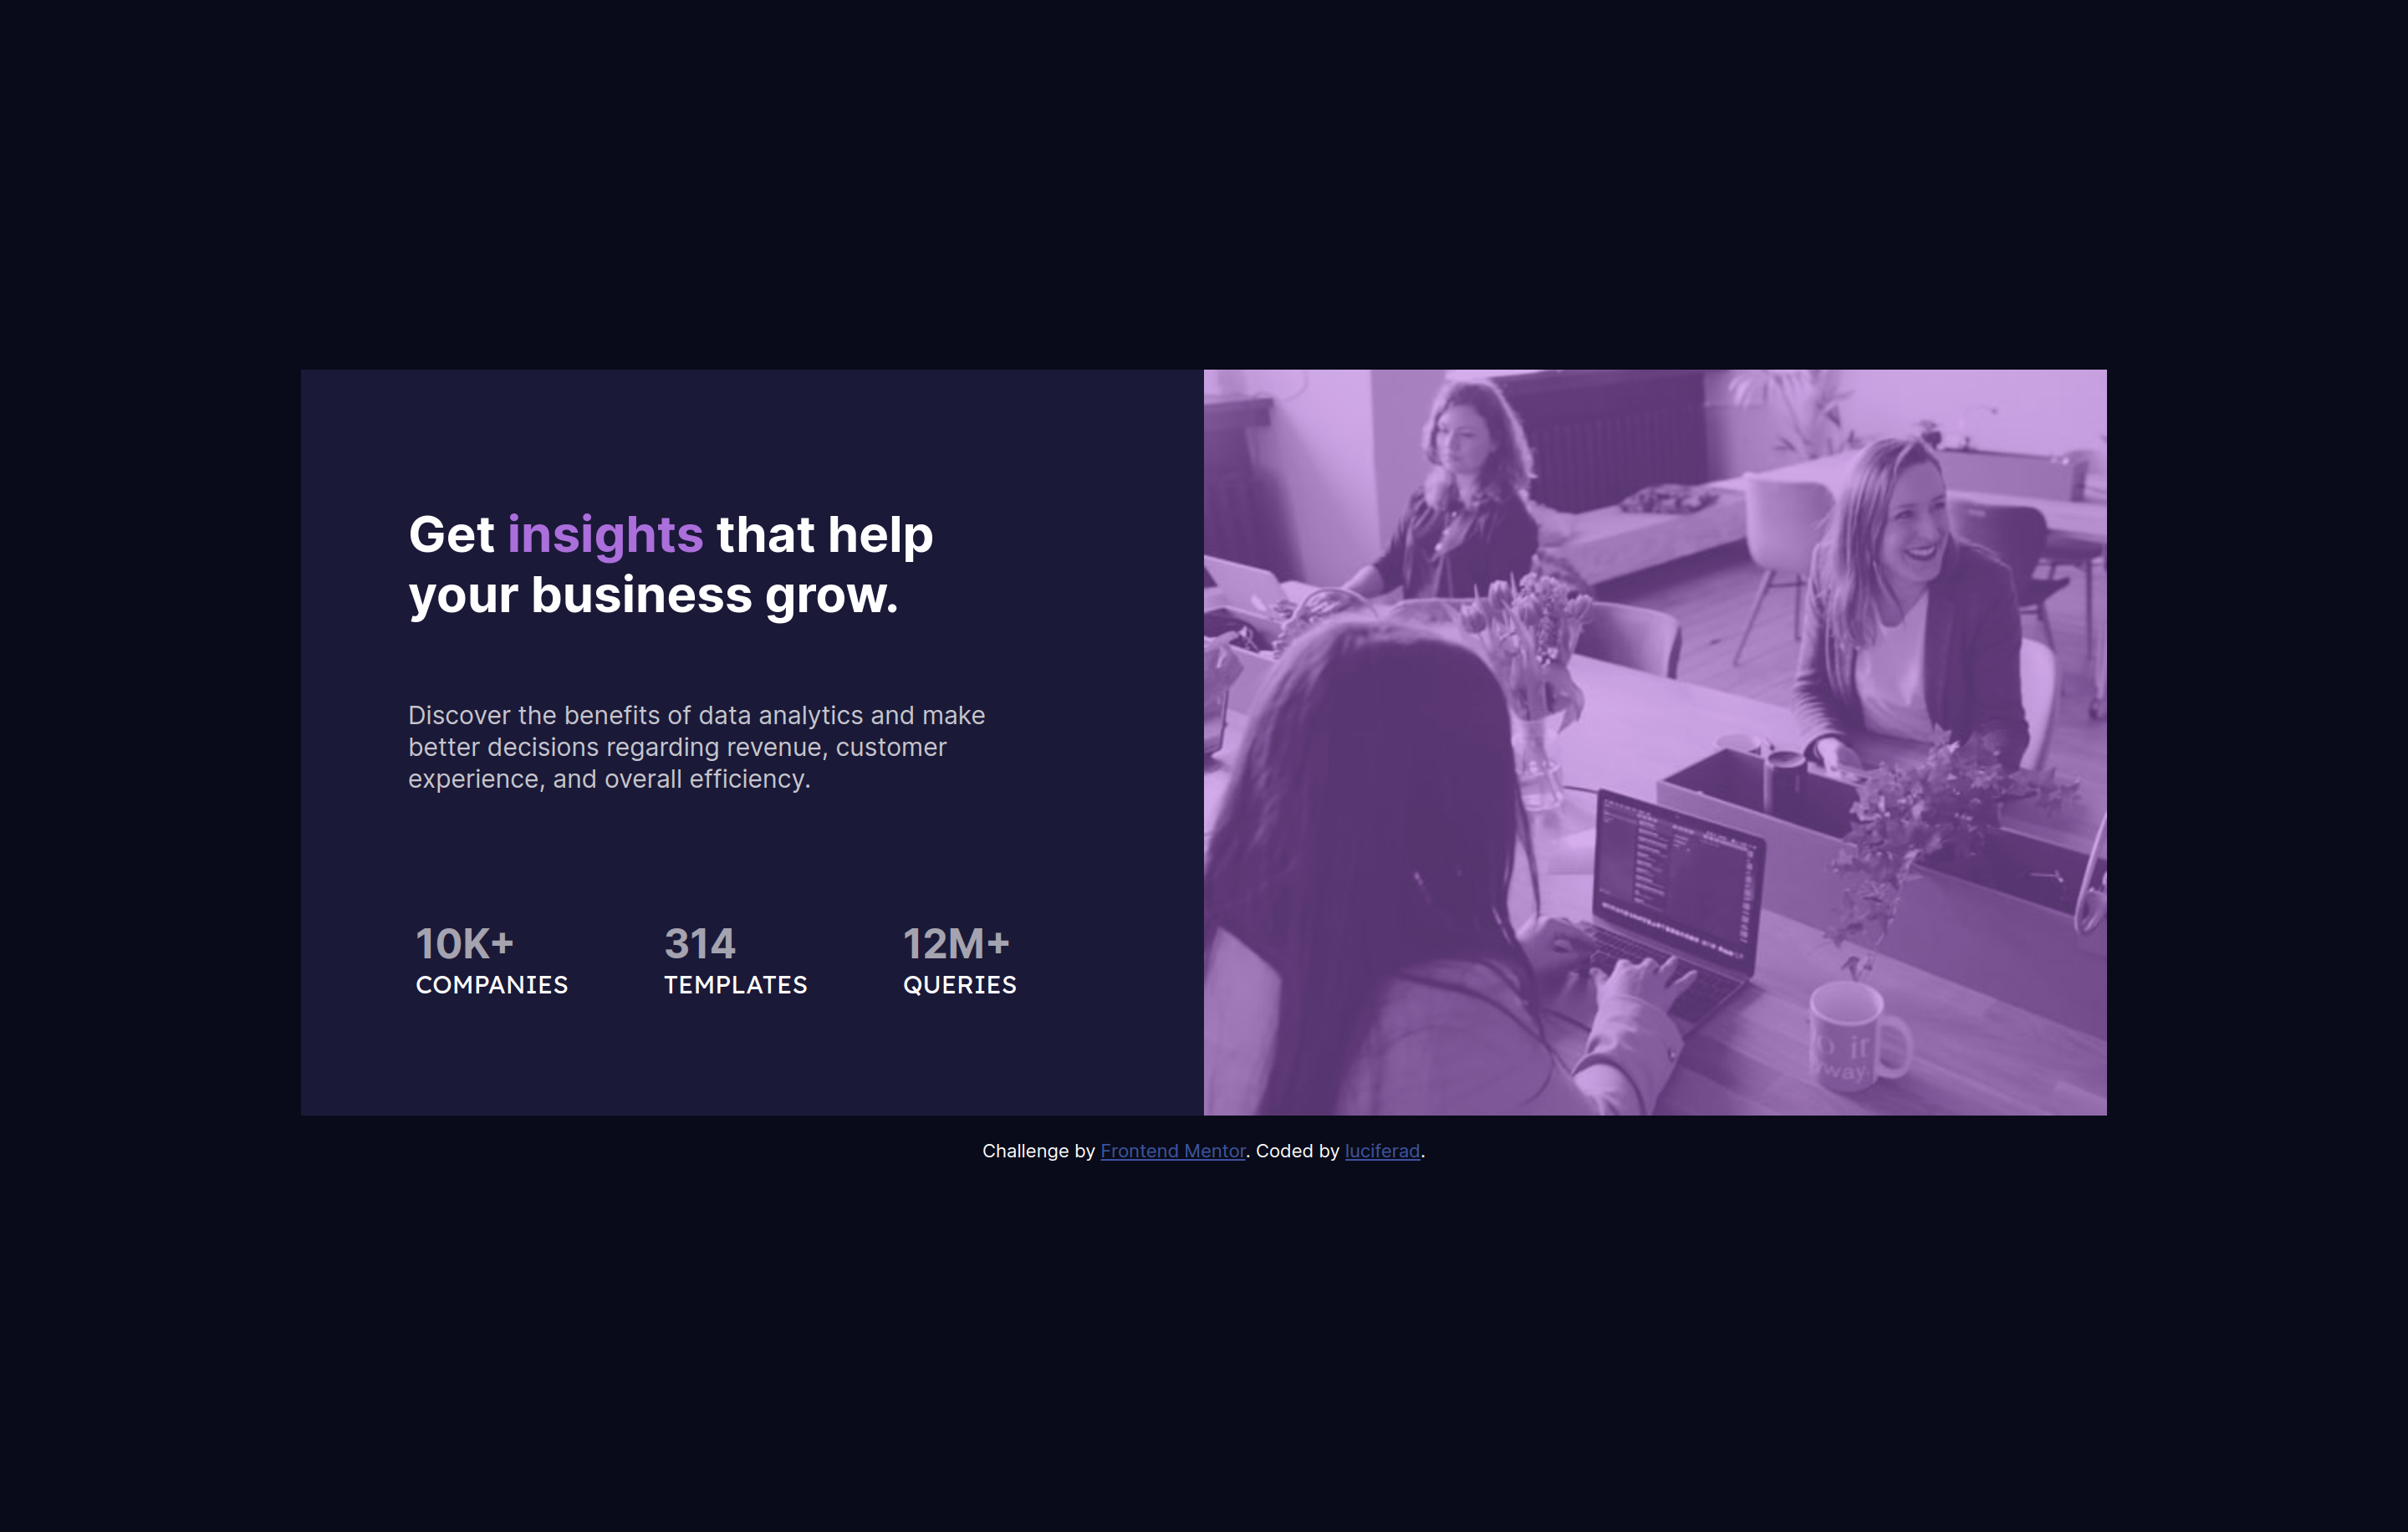 Get insights that help
your business grow.
Discover the benefits of data analytics and make
better decisions regarding revenue, customer
experience, and overall efficiency.
10K+ 314 12M+
COMPANIES TEMPLATES QUERIES
Challenge by Frontend Mentor. Coded by luciferad.